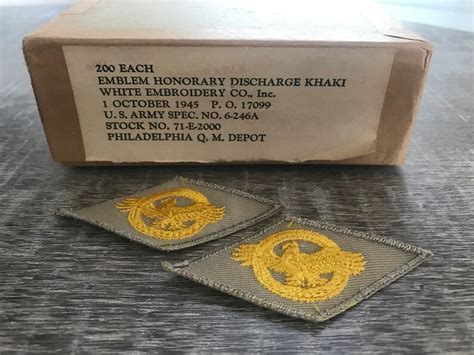 200 EACH
EMBLEM HONORARY DISCHARGE KHAKI
WHITE EMBROIDERY CO., Inc.
1 OCTOBER 1945 P. O. 17099
U. S. ARMY SPEC. NO. 6-246A
STOCK NO. 71-E-2000
PHILADELPHIA Q. M. DEPOT